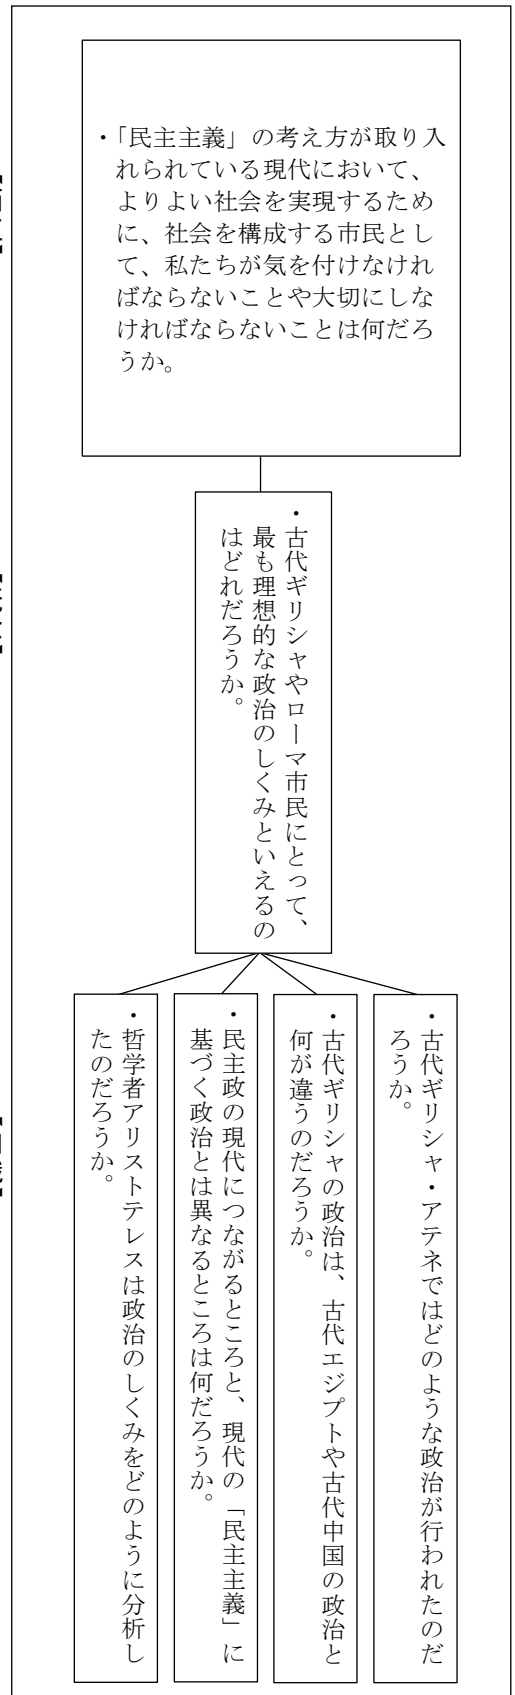 ・「民主主義」の考え方が取り入
れられている現代において、
よりよい社会を実現するため
に、社会を構成する市民とし
て、私たちが気を付けなけれ
ばならないことや大切にしな
ければならないことは何だろ
うか。
・古代ギリシャやローマ市民にとって、
最も理想的な政治のしくみといえるの
はどれだろうか。
・古代ギリシャ・アテネではどのような政治が行われたのだ
ろうか。
・古代ギリシャの政治は、古代エジプトや古代中国の政治と
何が違うのだろうか。
・民主政の現代につながるところと、現代の「民主主義」に
基づく政治とは異なるところは何だろうか。
・哲学者アリストテレスは政治のしくみをどのように分析し
たのだろうか。